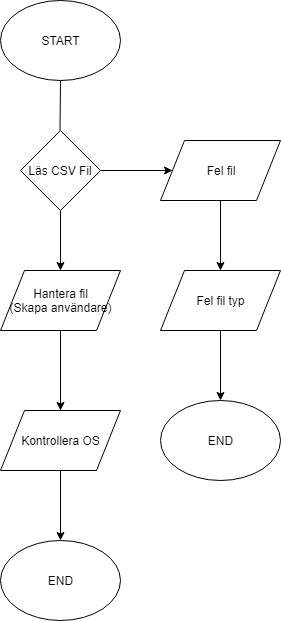 START
Läs CSV Fil
Fel fil
Hantera fil
(Skapa användare)
Fel fil typ
Kontrollera OS
END
END